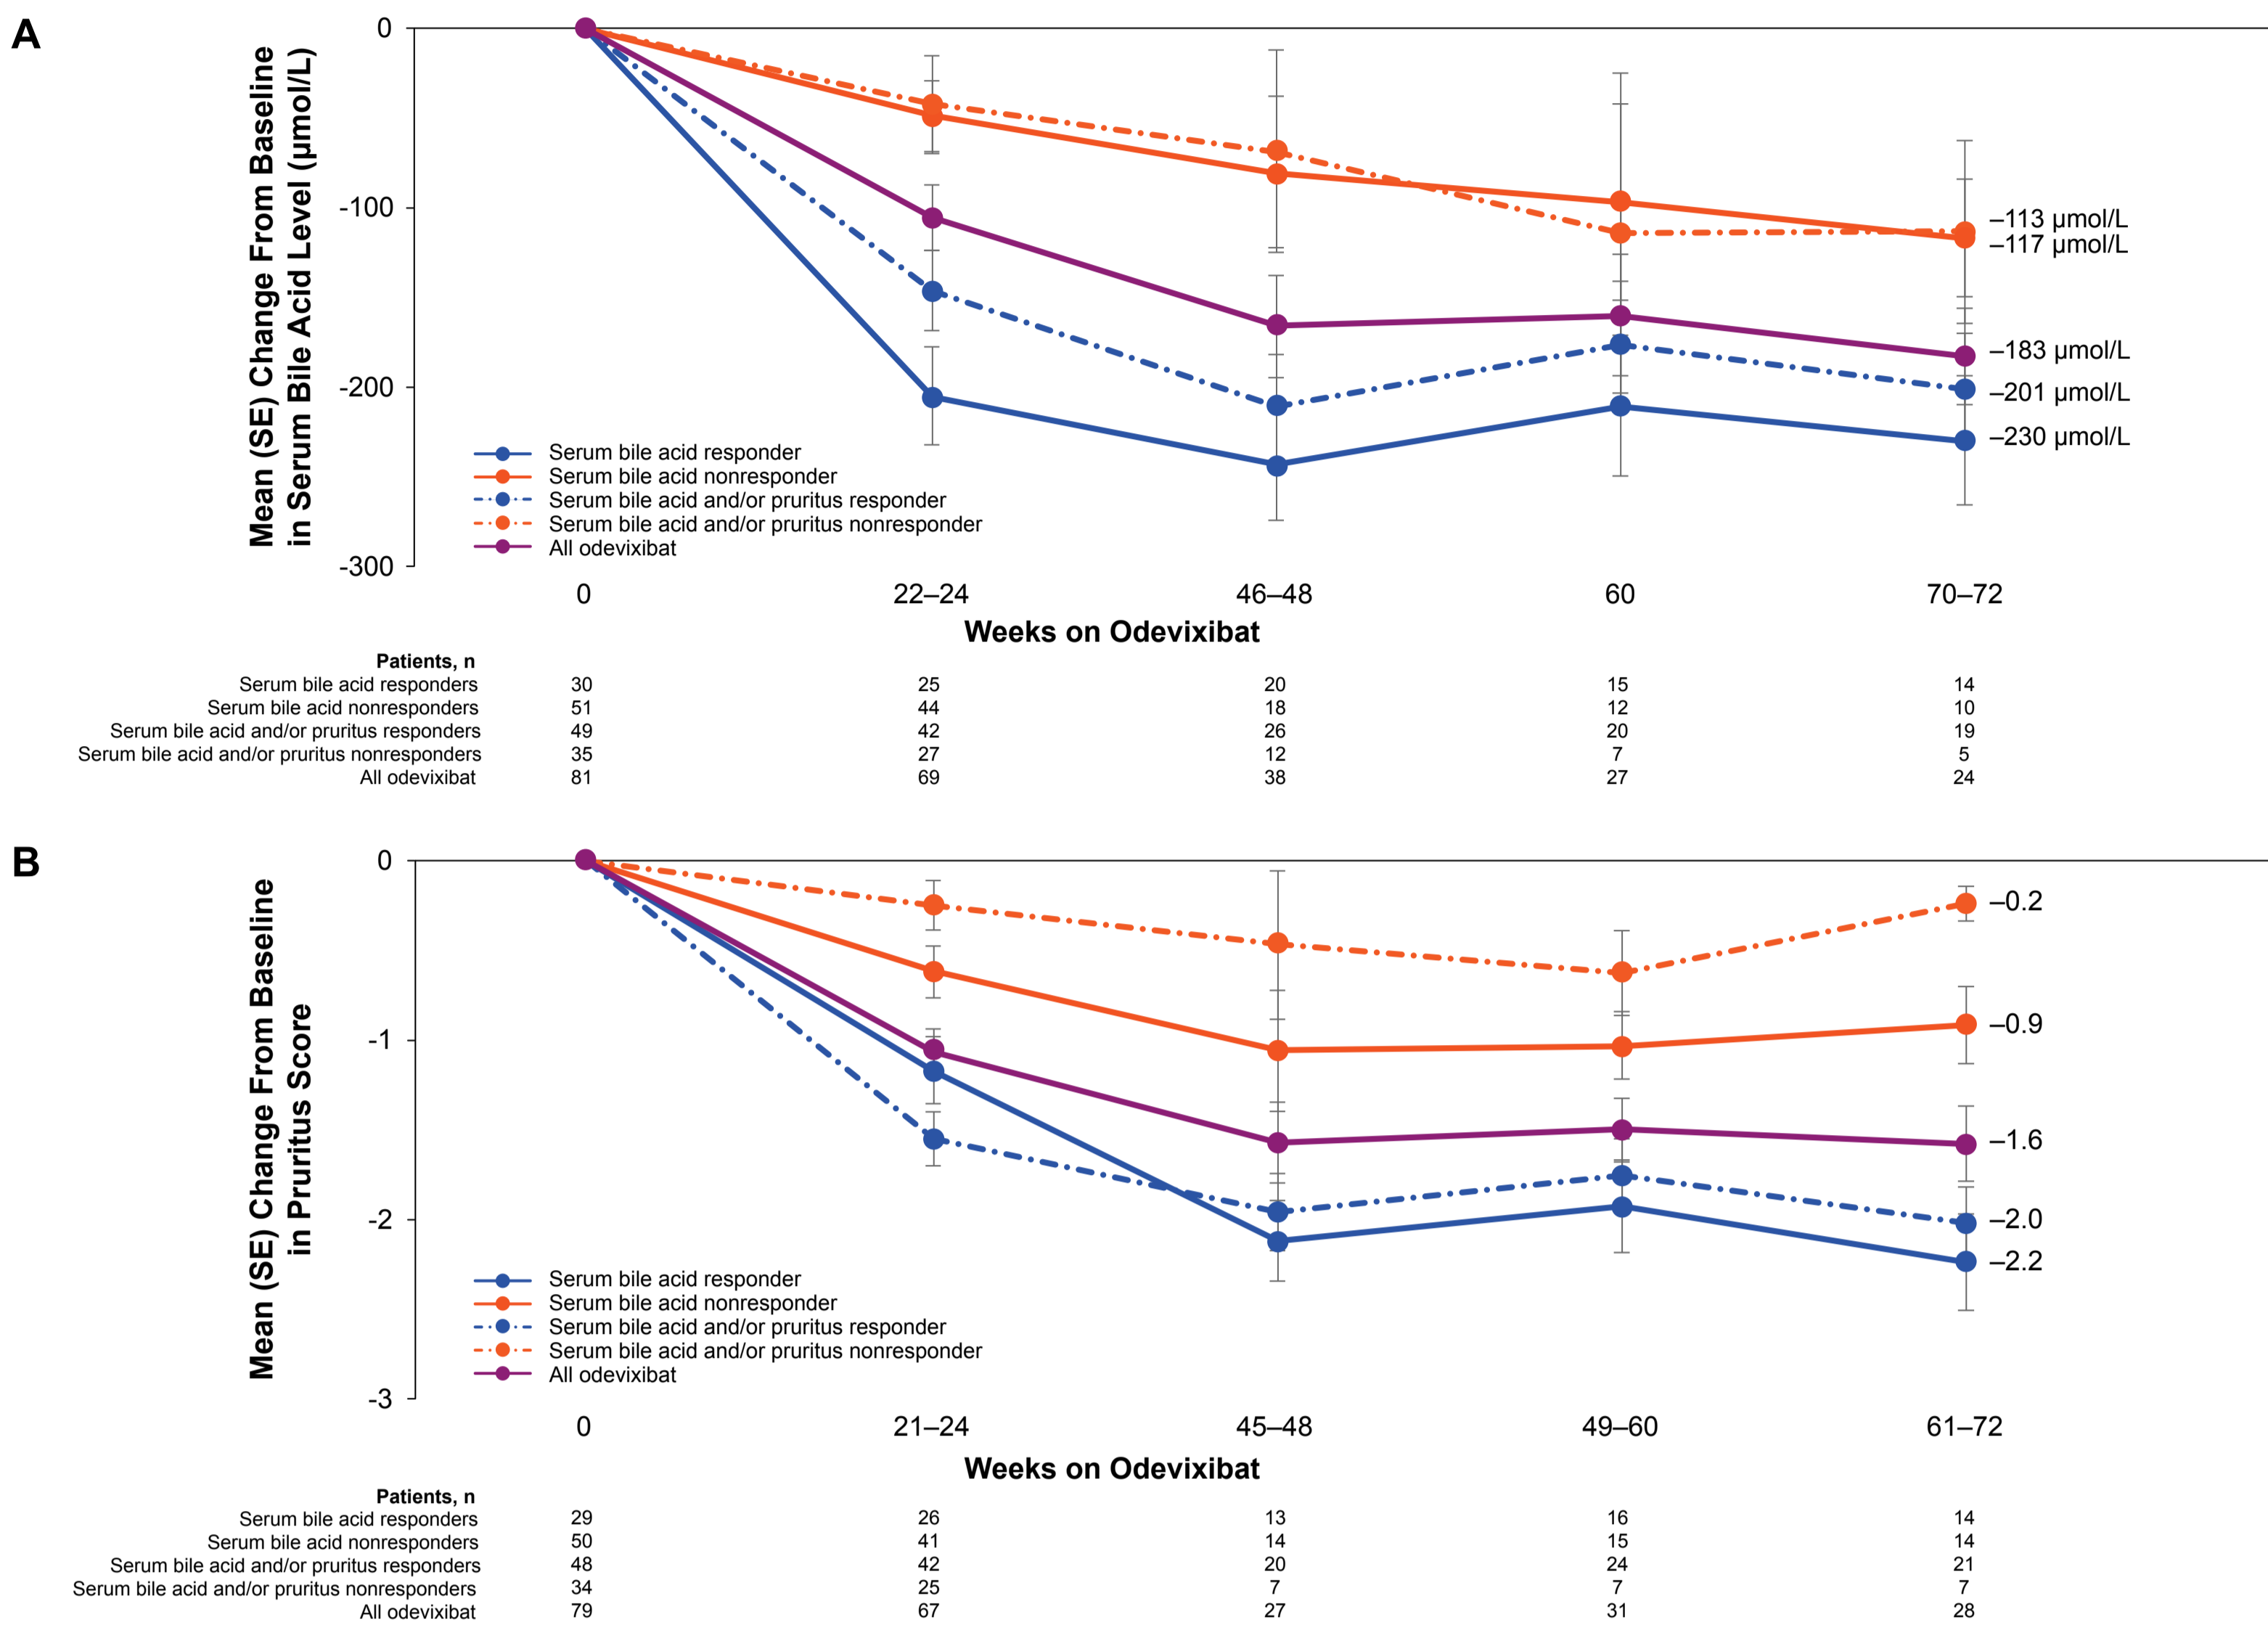 A
Mean (SE) Change From Baseline
in Serum Bile Acid Level (µmol/L)
0
-100
-200
-300
–113 µmol/L
–117 µmol/L
–183 µmol/L
–201 µmol/L
–230 µmol/L
Serum bile acid responder
Serum bile acid nonresponder
Serum bile acid and/or pruritus responder
Serum bile acid and/or pruritus nonresponder
All odevixibat
0 22–24 46–48 60 70–72
Weeks on Odevixibat
Patients, n
Serum bile acid responders 30 25 20 15 14
Serum bile acid nonresponders 51 44 18 12 10
Serum bile acid and/or pruritus responders 49 42 26 20 19
Serum bile acid and/or pruritus nonresponders 35 27 12 7 5
All odevixibat 81 69 38 27 24
B
Mean (SE) Change From Baseline
in Pruritus Score
0
-1
-2
-3
–0.2
–0.9
–1.6
–2.0
–2.2
Serum bile acid responder
Serum bile acid nonresponder
Serum bile acid and/or pruritus responder
Serum bile acid and/or pruritus nonresponder
All odevixibat
0 21–24 45–48 49–60 61–72
Weeks on Odevixibat
Patients, n
Serum bile acid responders 29 26 13 16 14
Serum bile acid nonresponders 50 41 14 15 14
Serum bile acid and/or pruritus responders 48 42 20 24 21
Serum bile acid and/or pruritus nonresponders 34 25 7 7 7
All odevixibat 79 67 27 31 28